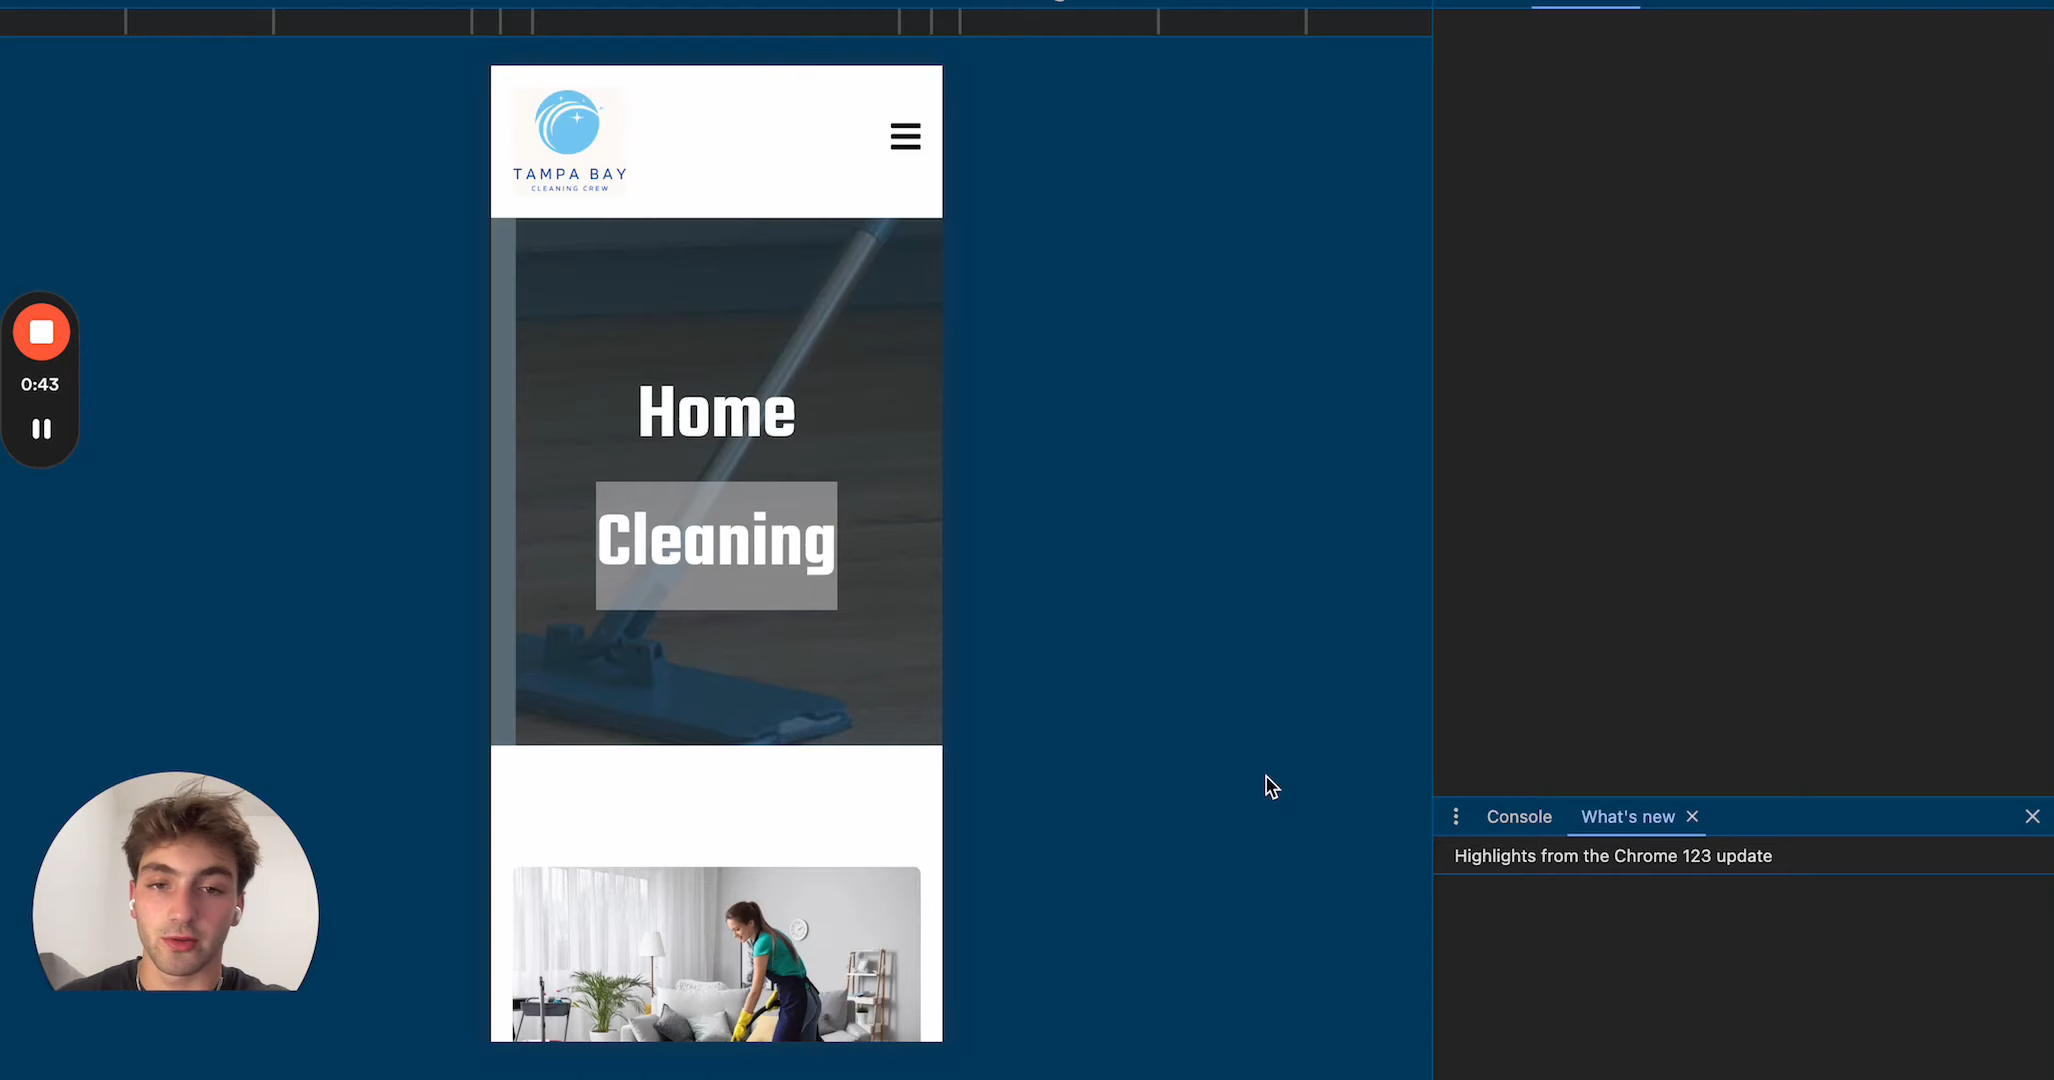 TAMPA BAY
CLEANING CREW
0:43
Home
Cleaning
Console
What's new
Highlights from the Chrome 123 update